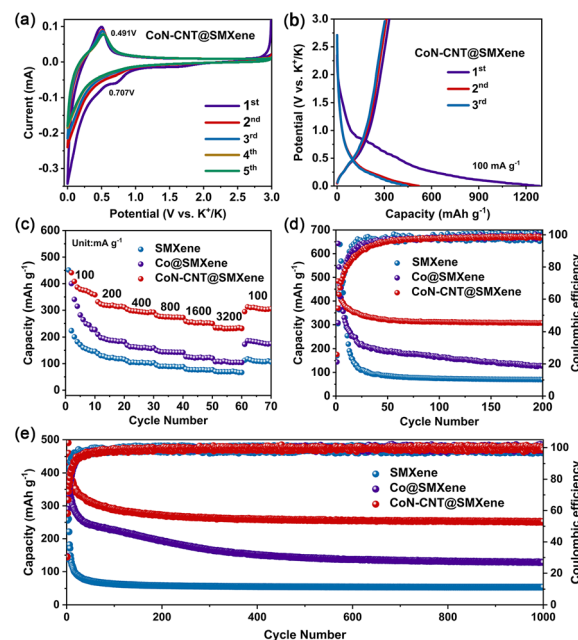 (a)
0.491V
CoN-CNT@SMXene
0.707V
1st
2nd
3rd
4th
5th
0.1
0.0
-0.1
-0.2
-0.3
Current (mA)
0.0 0.5 1.0 1.5 2.0 2.5 3.0
Potential (V vs. K+/K)
(b)
CoN-CNT@SMXene
1st
2nd
3rd
100 mA g-1
3.0
2.5
2.0
1.5
1.0
0.5
0.0
Potential (V vs. K+/K)
0 300 600 900 1200
Capacity (mAh g-1)
(c)
Unit:mA g-1
SMXene
Co@SMXene
CoN-CNT@SMXene
100
200
400
800
1600
3200
100
700
600
500
400
300
200
100
0
Capacity (mAh g-1)
0 10 20 30 40 50 60 70
Cycle Number
(d)
SMXene
Co@SMXene
CoN-CNT@SMXene
700
600
500
400
300
200
100
0
Capacity (mAh g-1)
100
80
60
40
20
0
Coulombic efficiency
0 50 100 150 200
Cycle Number
(e)
SMXene
Co@SMXene
CoN-CNT@SMXene
500
400
300
200
100
0
Capacity (mAh g-1)
100
80
60
40
20
0
Coulombic efficiency
0 100 200 300 400 500 600 700 800 900 1000
Cycle Number